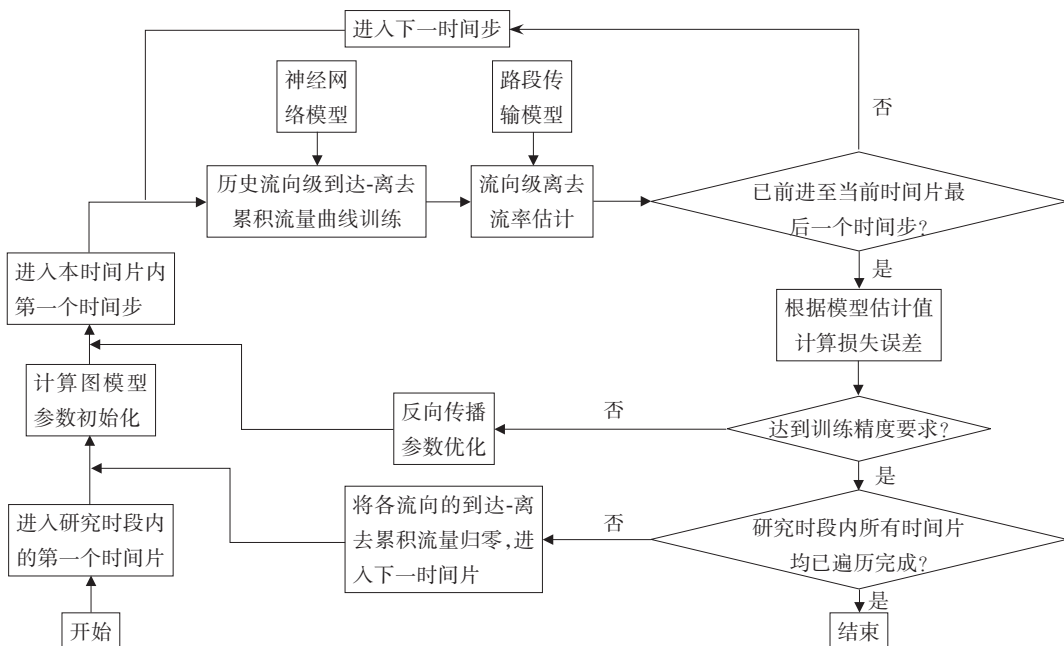 进入下一时间步
神经网
络模型
路段传
输模型
否
历史流向级到达-离去
累积流量曲线训练
流向级离去
流率估计
已前进至当前时间片最
后一个时间步?
是
进入本时间片内
第一个时间步
根据模型估计值
计算损失误差
计算图模型
参数初始化
反向传播
参数优化
否
达到训练精度要求?
是
进入研究时段内
的第一个时间片
将各流向的到达-离
去累积流量归零,进
入下一时间片
否
研究时段内所有时间片
均已遍历完成?
是
开始
结束